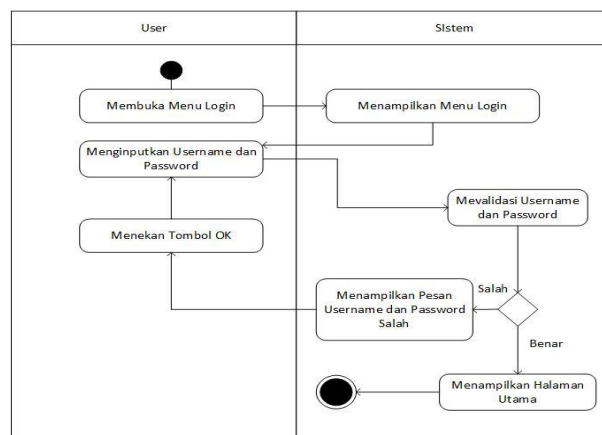 User
SIstem
Membuka Menu Login
Menampilkan Menu Login
Menginputkan Username dan
Password
Mevalidasi Username
dan Password
Menekan Tombol OK
Menampilkan Pesan
Username dan Password
Salah
Salah
Benar
Menampilkan Halaman
Utama